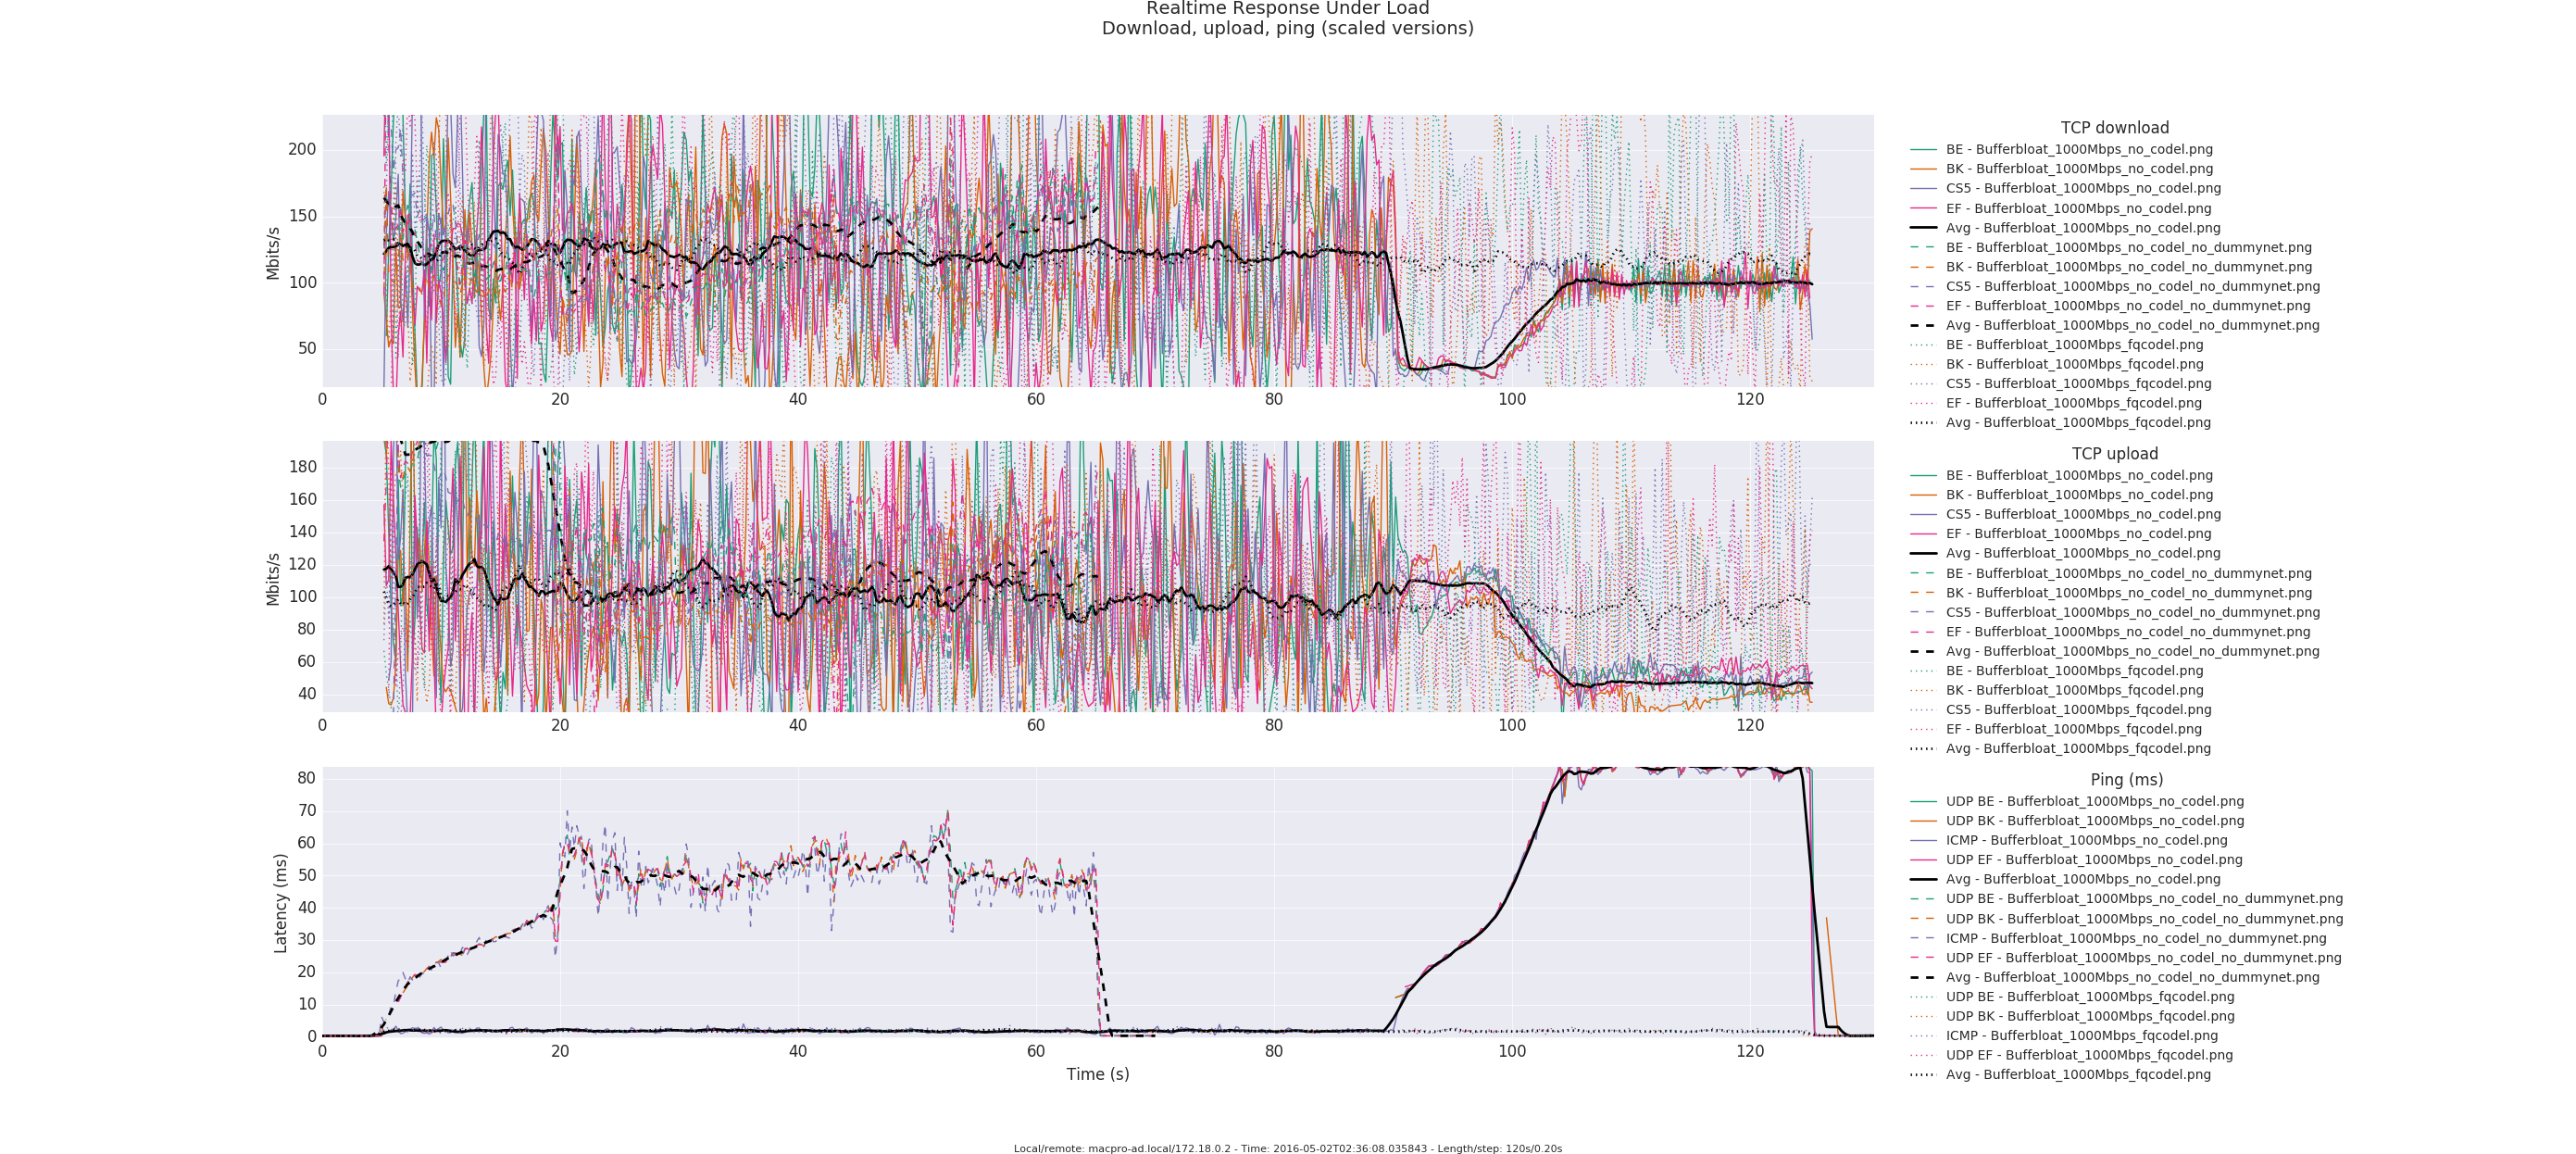 Realtime Response Under Load
Download, upload, ping (scaled versions)
200
150
100
50
Mbits/s
0 20 40 60 80 100 120
TCP download
BE - Bufferbloat_1000Mbps_no_codel.png
BK - Bufferbloat_1000Mbps_no_codel.png
CS5 - Bufferbloat_1000Mbps_no_codel.png
EF - Bufferbloat_1000Mbps_no_codel.png
Avg - Bufferbloat_1000Mbps_no_codel.png
BE - Bufferbloat_1000Mbps_no_codel_no_dummynet.png
BK - Bufferbloat_1000Mbps_no_codel_no_dummynet.png
CS5 - Bufferbloat_1000Mbps_no_codel_no_dummynet.png
EF - Bufferbloat_1000Mbps_no_codel_no_dummynet.png
Avg - Bufferbloat_1000Mbps_no_codel_no_dummynet.png
BE - Bufferbloat_1000Mbps_fqcodel.png
BK - Bufferbloat_1000Mbps_fqcodel.png
CS5 - Bufferbloat_1000Mbps_fqcodel.png
EF - Bufferbloat_1000Mbps_fqcodel.png
Avg - Bufferbloat_1000Mbps_fqcodel.png
180
160
140
120
100
80
60
40
Mbits/s
0 20 40 60 80 100 120
TCP upload
BE - Bufferbloat_1000Mbps_no_codel.png
BK - Bufferbloat_1000Mbps_no_codel.png
CS5 - Bufferbloat_1000Mbps_no_codel.png
EF - Bufferbloat_1000Mbps_no_codel.png
Avg - Bufferbloat_1000Mbps_no_codel.png
BE - Bufferbloat_1000Mbps_no_codel_no_dummynet.png
BK - Bufferbloat_1000Mbps_no_codel_no_dummynet.png
CS5 - Bufferbloat_1000Mbps_no_codel_no_dummynet.png
EF - Bufferbloat_1000Mbps_no_codel_no_dummynet.png
Avg - Bufferbloat_1000Mbps_no_codel_no_dummynet.png
BE - Bufferbloat_1000Mbps_fqcodel.png
BK - Bufferbloat_1000Mbps_fqcodel.png
CS5 - Bufferbloat_1000Mbps_fqcodel.png
EF - Bufferbloat_1000Mbps_fqcodel.png
Avg - Bufferbloat_1000Mbps_fqcodel.png
80
70
60
50
40
30
20
10
0
Latency (ms)
0 20 40 60 80 100 120
Time (s)
Ping (ms)
UDP BE - Bufferbloat_1000Mbps_no_codel.png
UDP BK - Bufferbloat_1000Mbps_no_codel.png
ICMP - Bufferbloat_1000Mbps_no_codel.png
UDP EF - Bufferbloat_1000Mbps_no_codel.png
Avg - Bufferbloat_1000Mbps_no_codel.png
UDP BE - Bufferbloat_1000Mbps_no_codel_no_dummynet.png
UDP BK - Bufferbloat_1000Mbps_no_codel_no_dummynet.png
ICMP - Bufferbloat_1000Mbps_no_codel_no_dummynet.png
UDP EF - Bufferbloat_1000Mbps_no_codel_no_dummynet.png
Avg - Bufferbloat_1000Mbps_no_codel_no_dummynet.png
UDP BE - Bufferbloat_1000Mbps_fqcodel.png
UDP BK - Bufferbloat_1000Mbps_fqcodel.png
ICMP - Bufferbloat_1000Mbps_fqcodel.png
UDP EF - Bufferbloat_1000Mbps_fqcodel.png
Avg - Bufferbloat_1000Mbps_fqcodel.png
Local/remote: macpro-ad.local/172.18.0.2 - Time: 2016-05-02T02:36:08.035843 - Length/step: 120s/0.20s